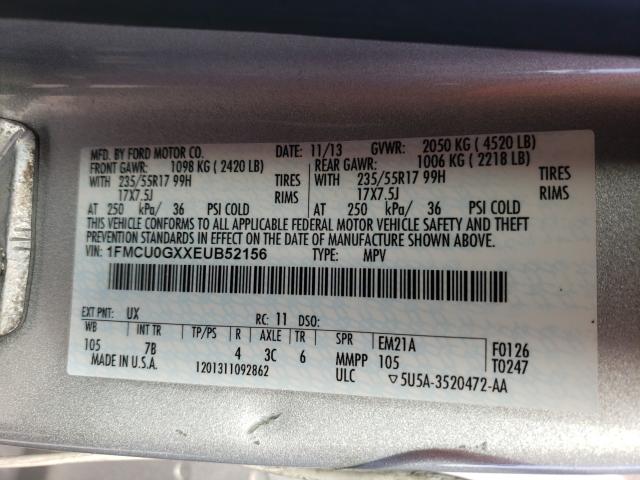 MFD. BY FORD MOTOR CO. DATE: 11/13 GVWR: 2050 KG ( 4520 LB)
FRONT GAWR: 1098 KG ( 2420 LB) REAR GAWR: 1006 KG ( 2218 LB)
WITH 235/55R17 99H TIRES WITH 235/55R17 99H TIRES
17X7.5J RIMS 17X7.5J RIMS
AT 250 kPa/ 36 PSI COLD AT 250 kPa/ 36 PSI COLD
THIS VEHICLE CONFORMS TO ALL APPLICABLE FEDERAL MOTOR VEHICLE SAFETY AND THEFT
PREVENTION STANDARDS IN EFFECT ON THE DATE OF MANUFACTURE SHOWN ABOVE.
VIN: 1FMCU0GXXEUB52156 TYPE: MPV
EXT PNT: UX RC: 11 DSO:
WB INT TR TP/PS R AXLE TR SPR EM21A F0126
105 7B 4 3C 6 MMPP 105 T0247
MADE IN U.S.A. 1201311092862 ULC ▽5U5A-3520472-AA